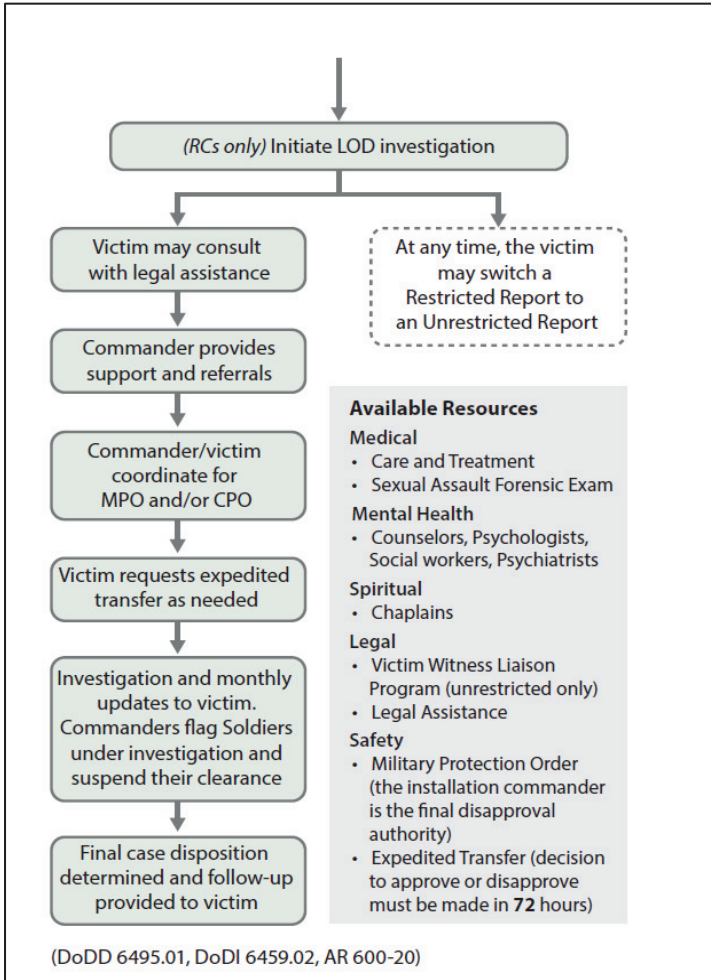 (RCs only) Initiate LOD investigation
Victim may consult
with legal assistance
At any time, the victim
may switch a
Restricted Report to
an Unrestricted Report
Commander provides
support and referrals
Commander/victim
coordinate for
MPO and/or CPO
Victim requests expedited
transfer as needed
Investigation and monthly
updates to victim.
Commanders flag Soldiers
under investigation and
suspend their clearance
Final case disposition
determined and follow-up
provided to victim
Available Resources
Medical
• Care and Treatment
• Sexual Assault Forensic Exam
Mental Health
• Counselors, Psychologists,
Social workers, Psychiatrists
Spiritual
• Chaplains
Legal
• Victim Witness Liaison
Program (unrestricted only)
• Legal Assistance
Safety
• Military Protection Order
(the installation commander
is the final disapproval
authority)
• Expedited Transfer (decision
to approve or disapprove
must be made in 72 hours)
(DoDD 6495.01, DoDI 6459.02, AR 600-20)